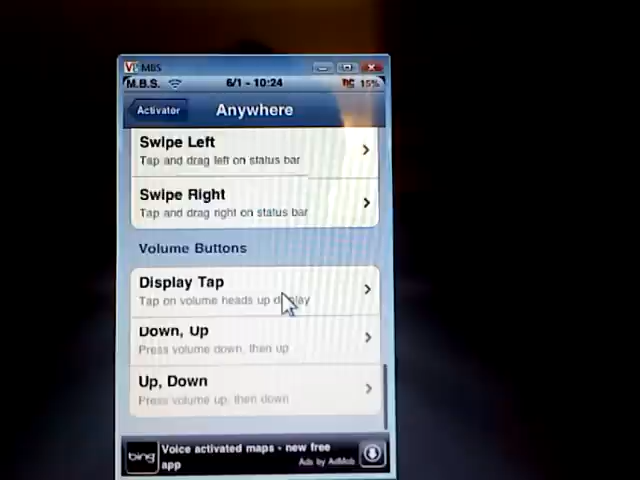 MBS
M.B.S. 6/1 - 10:24 15%
Activator Anywhere
Swipe Left
Tap and drag left on status bar
Swipe Right
Tap and drag right on status bar
Volume Buttons
Display Tap
Tap on volume heads up display
Down, Up
Press volume down, then up
Up, Down
Press volume up, then down
bing Voice activated maps - new free
app Ads by AdMob